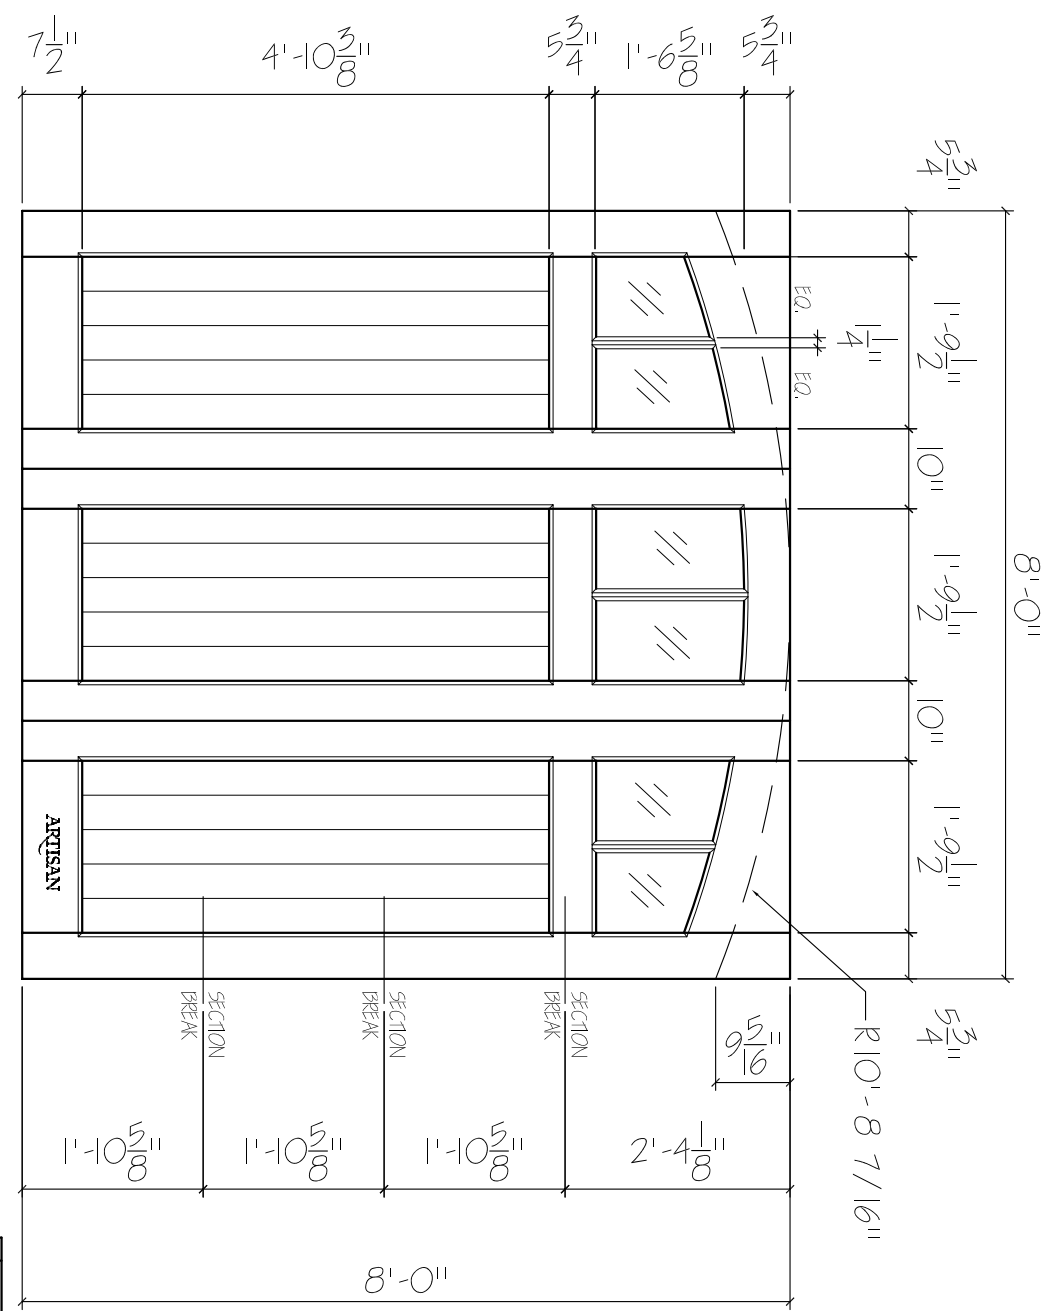 7 1/2"
4'-10 3/8"
5 3/4"
1'-6 5/8"
5 3/4"
5 3/4"
1'-9 1/2"
10"
1'-9 1/2"
10"
1'-9 1/2"
5 3/4"
8'-0"
EQ.
1/4"
EQ.
ARTISAN
SECTION
BREAK
SECTION
BREAK
SECTION
BREAK
9 5/16"
R 10'-8 7/16"
1'-10 5/8"
1'-10 5/8"
1'-10 5/8"
2'-4 1/8"
8'-0"